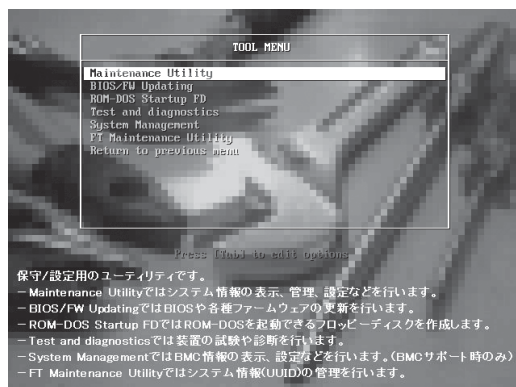 TOOL MENU
Maintenance Utility
BIOS/FW Updating
ROM-DOS Startup FD
Test and diagnostics
System Management
FT Maintenance Utility
Return to previous menu
Press [Tab] to edit options
保守/設定用のユーティリティです。
－Maintenance Utilityではシステム情報の表示、管理、設定などを行います。
－BIOS/FW UpdatingではBIOSや各種ファームウェアの更新を行います。
－ROM-DOS Startup FDではROM-DOSを起動できるフロッピーディスクを作成します。
－Test and diagnosticsでは装置の試験や診断を行います。
－System ManagementではBMC情報の表示、設定などを行います。(BMCサポート時のみ)
－FT Maintenance Utilityではシステム情報(UUID)の管理を行います。